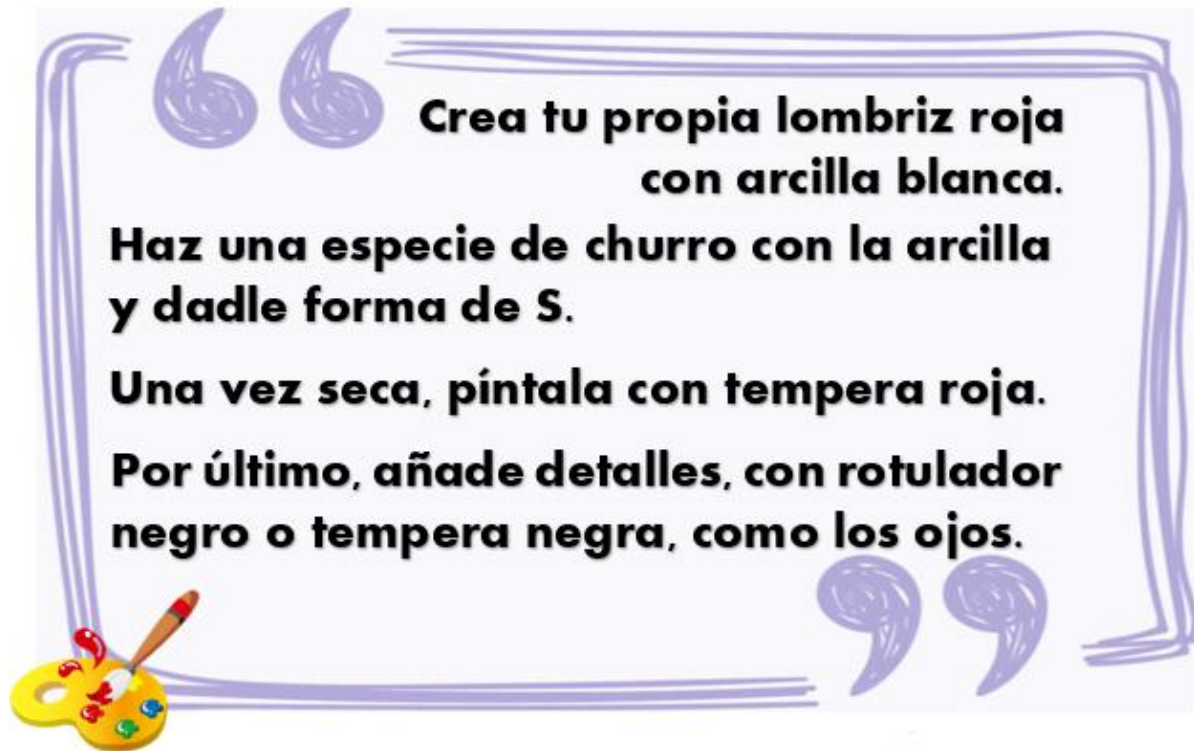 Crea tu propia lombriz roja
con arcilla blanca.
Haz una especie de churro con la arcilla
y dadle forma de S.
Una vez seca, píntala con tempera roja.
Por último, añade detalles, con rotulador
negro o tempera negra, como los ojos.